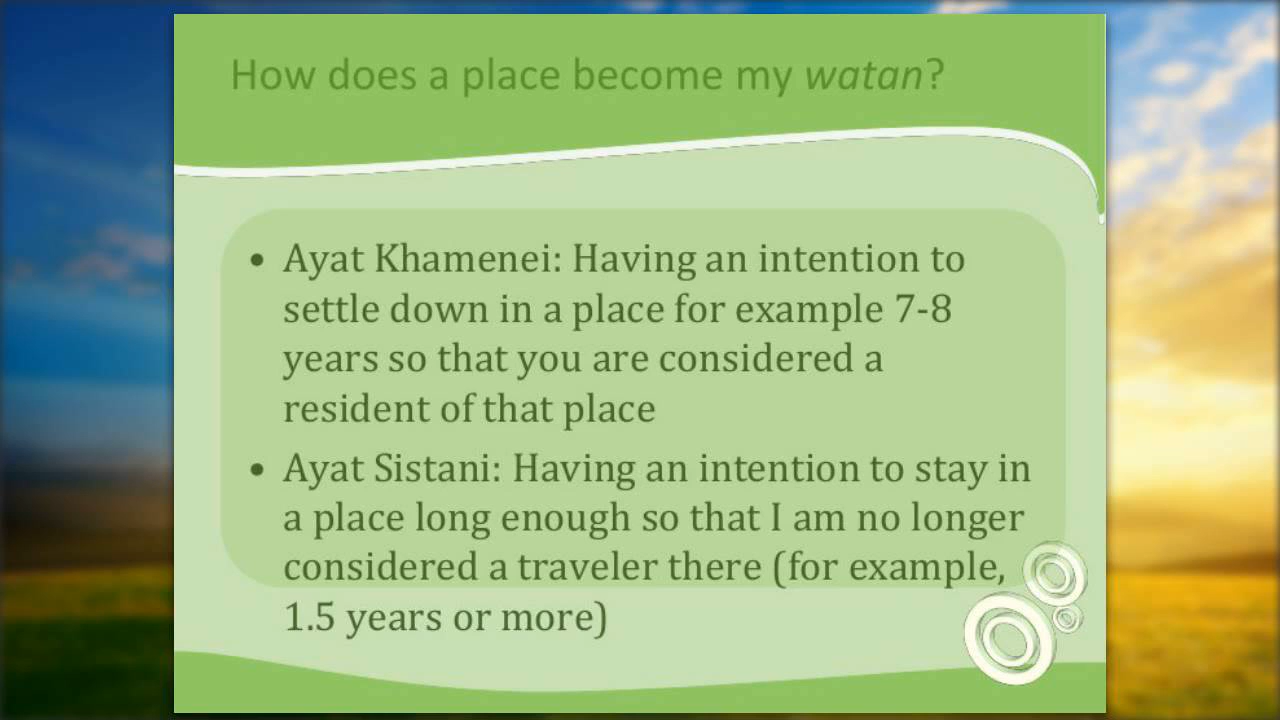 How does a place become my watan?
• Ayat Khamenei: Having an intention to
settle down in a place for example 7-8
years so that you are considered a
resident of that place
• Ayat Sistani: Having an intention to stay in
a place long enough so that I am no longer
considered a traveler there (for example,
1.5 years or more)